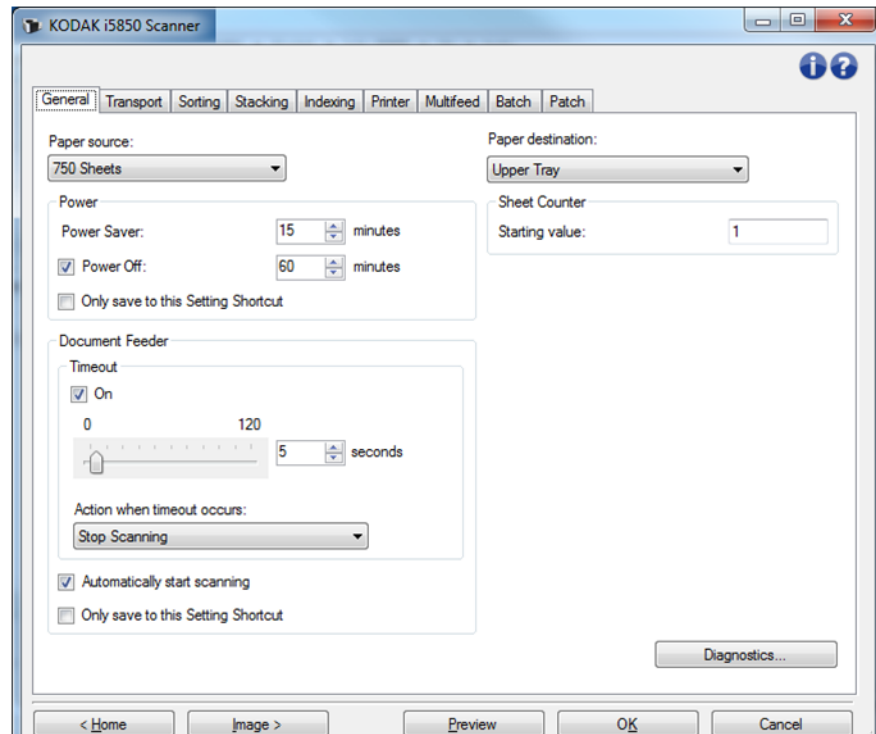 KODAK i5850 Scanner
General Transport Sorting Stacking Indexing Printer Multifeed Batch Patch
Paper source:
750 Sheets
Paper destination:
Upper Tray
Power
Power Saver: 15 minutes
Power Off: 60 minutes
Only save to this Setting Shortcut
Sheet Counter
Starting value: 1
Document Feeder
Timeout
On
0 120
5 seconds
Action when timeout occurs:
Stop Scanning
Automatically start scanning
Only save to this Setting Shortcut
Diagnostics...
< Home Image > Preview OK Cancel